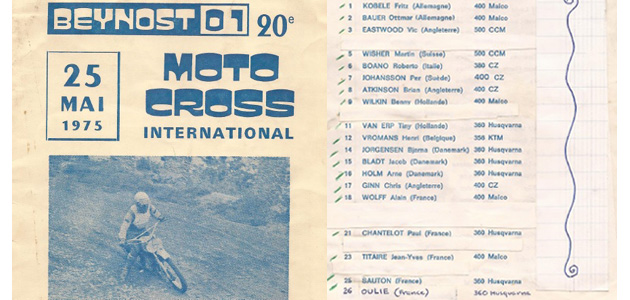 BEYNOST 01 20e
25
MAI
1975
MOTO
CROSS
INTERNATIONAL
1 KOBELE Fritz (Allemagne) 400 Maico
2 BAUER Ottmar (Allemagne) 400 Maico
3 EASTWOOD Vic (Angleterre) 500 CCM
5 WISHER Martin (Suisse) 500 CCM
6 BOANO Roberto (Italie) 380 CZ
7 JOHANSSON Per (Suède) 400 CZ
8 ATKINSON Brian (Angleterre) 400 CZ
9 WILKIN Benny (Hollande) 400 Maico
11 VAN ERP Tiny (Hollande) 360 Husqvarna
12 VROMANS Henri (Belgique) 356 KTM
14 JORGENSEN Bjorna (Danemark) 360 Husqvarna
15 BLADT Jacob (Danemark) 360 Husqvarna
16 HOLM Arne (Danemark) 360 Husqvarna
17 GINN Chris (Angleterre) 400 CZ
18 WOLFF Alain (France) 400 Maico
21 CHANTELOT Paul (France) 360 Husqvarna
23 TITAIRE Jean-Yves (France) 400 Maico
25 BAUTON (France) 360 Husqvarna
26 OULIE (France) 360 Husqvarna